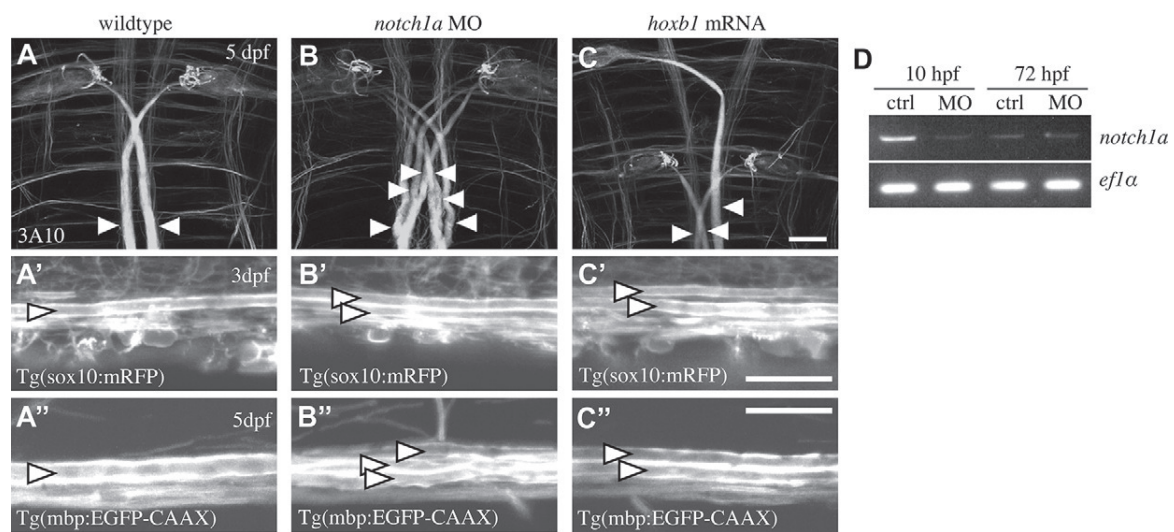 wildtype
notch1a MO
hoxb1 mRNA
A
5 dpf
B
C
3A10
D
10 hpf
72 hpf
ctrl
MO
ctrl
MO
notch1a
ef1α
A'
3dpf
B'
C'
Tg(sox10:mRFP)
Tg(sox10:mRFP)
Tg(sox10:mRFP)
A"
5dpf
B"
C"
Tg(mbp:EGFP-CAAX)
Tg(mbp:EGFP-CAAX)
Tg(mbp:EGFP-CAAX)